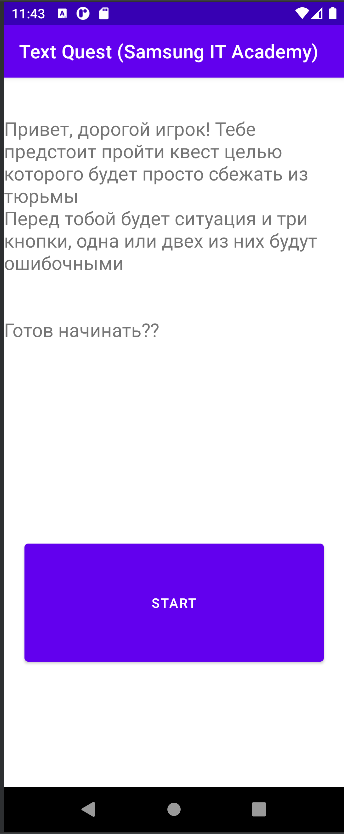 11:43
Text Quest (Samsung IT Academy)
Привет, дорогой игрок! Тебе
предстоит пройти квест целью
которого будет просто сбежать из
тюрьмы
Перед тобой будет ситуация и три
кнопки, одна или двех из них будут
ошибочными
Готов начинать??
START